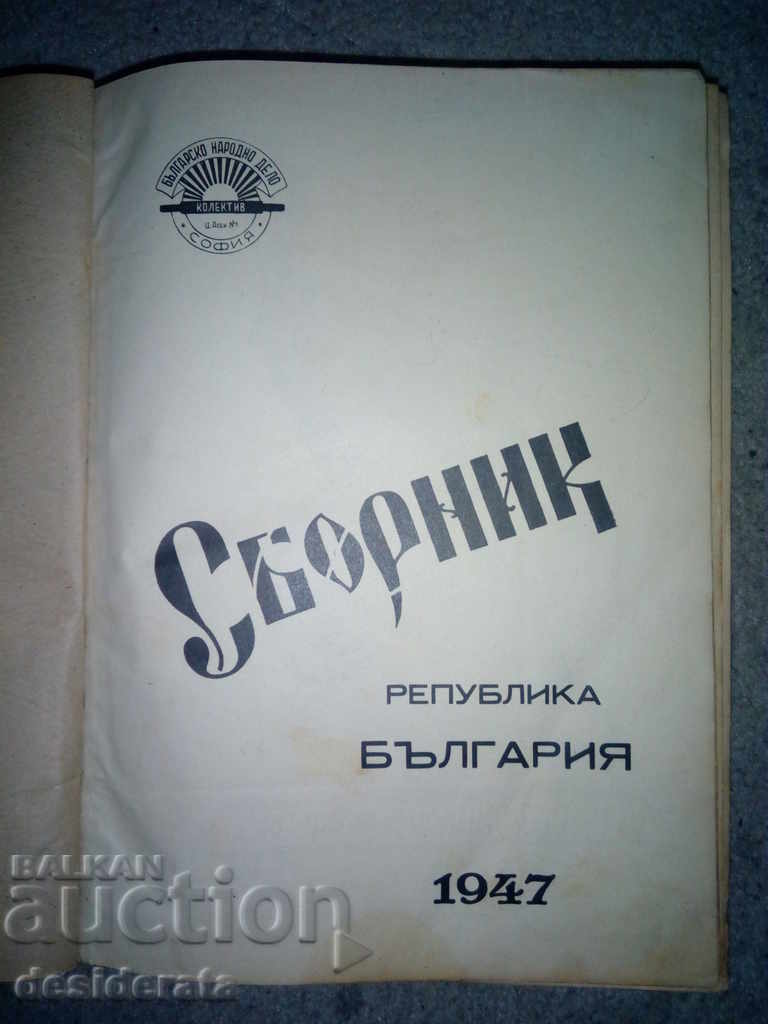 БЪЛГАРСКО НАРОДНО ДЕЛО
КОЛЕКТИВ
СОФИЯ
Сборник
РЕПУБЛИКА
БЪЛГАРИЯ
1947
BALKAN
auction
desiderata